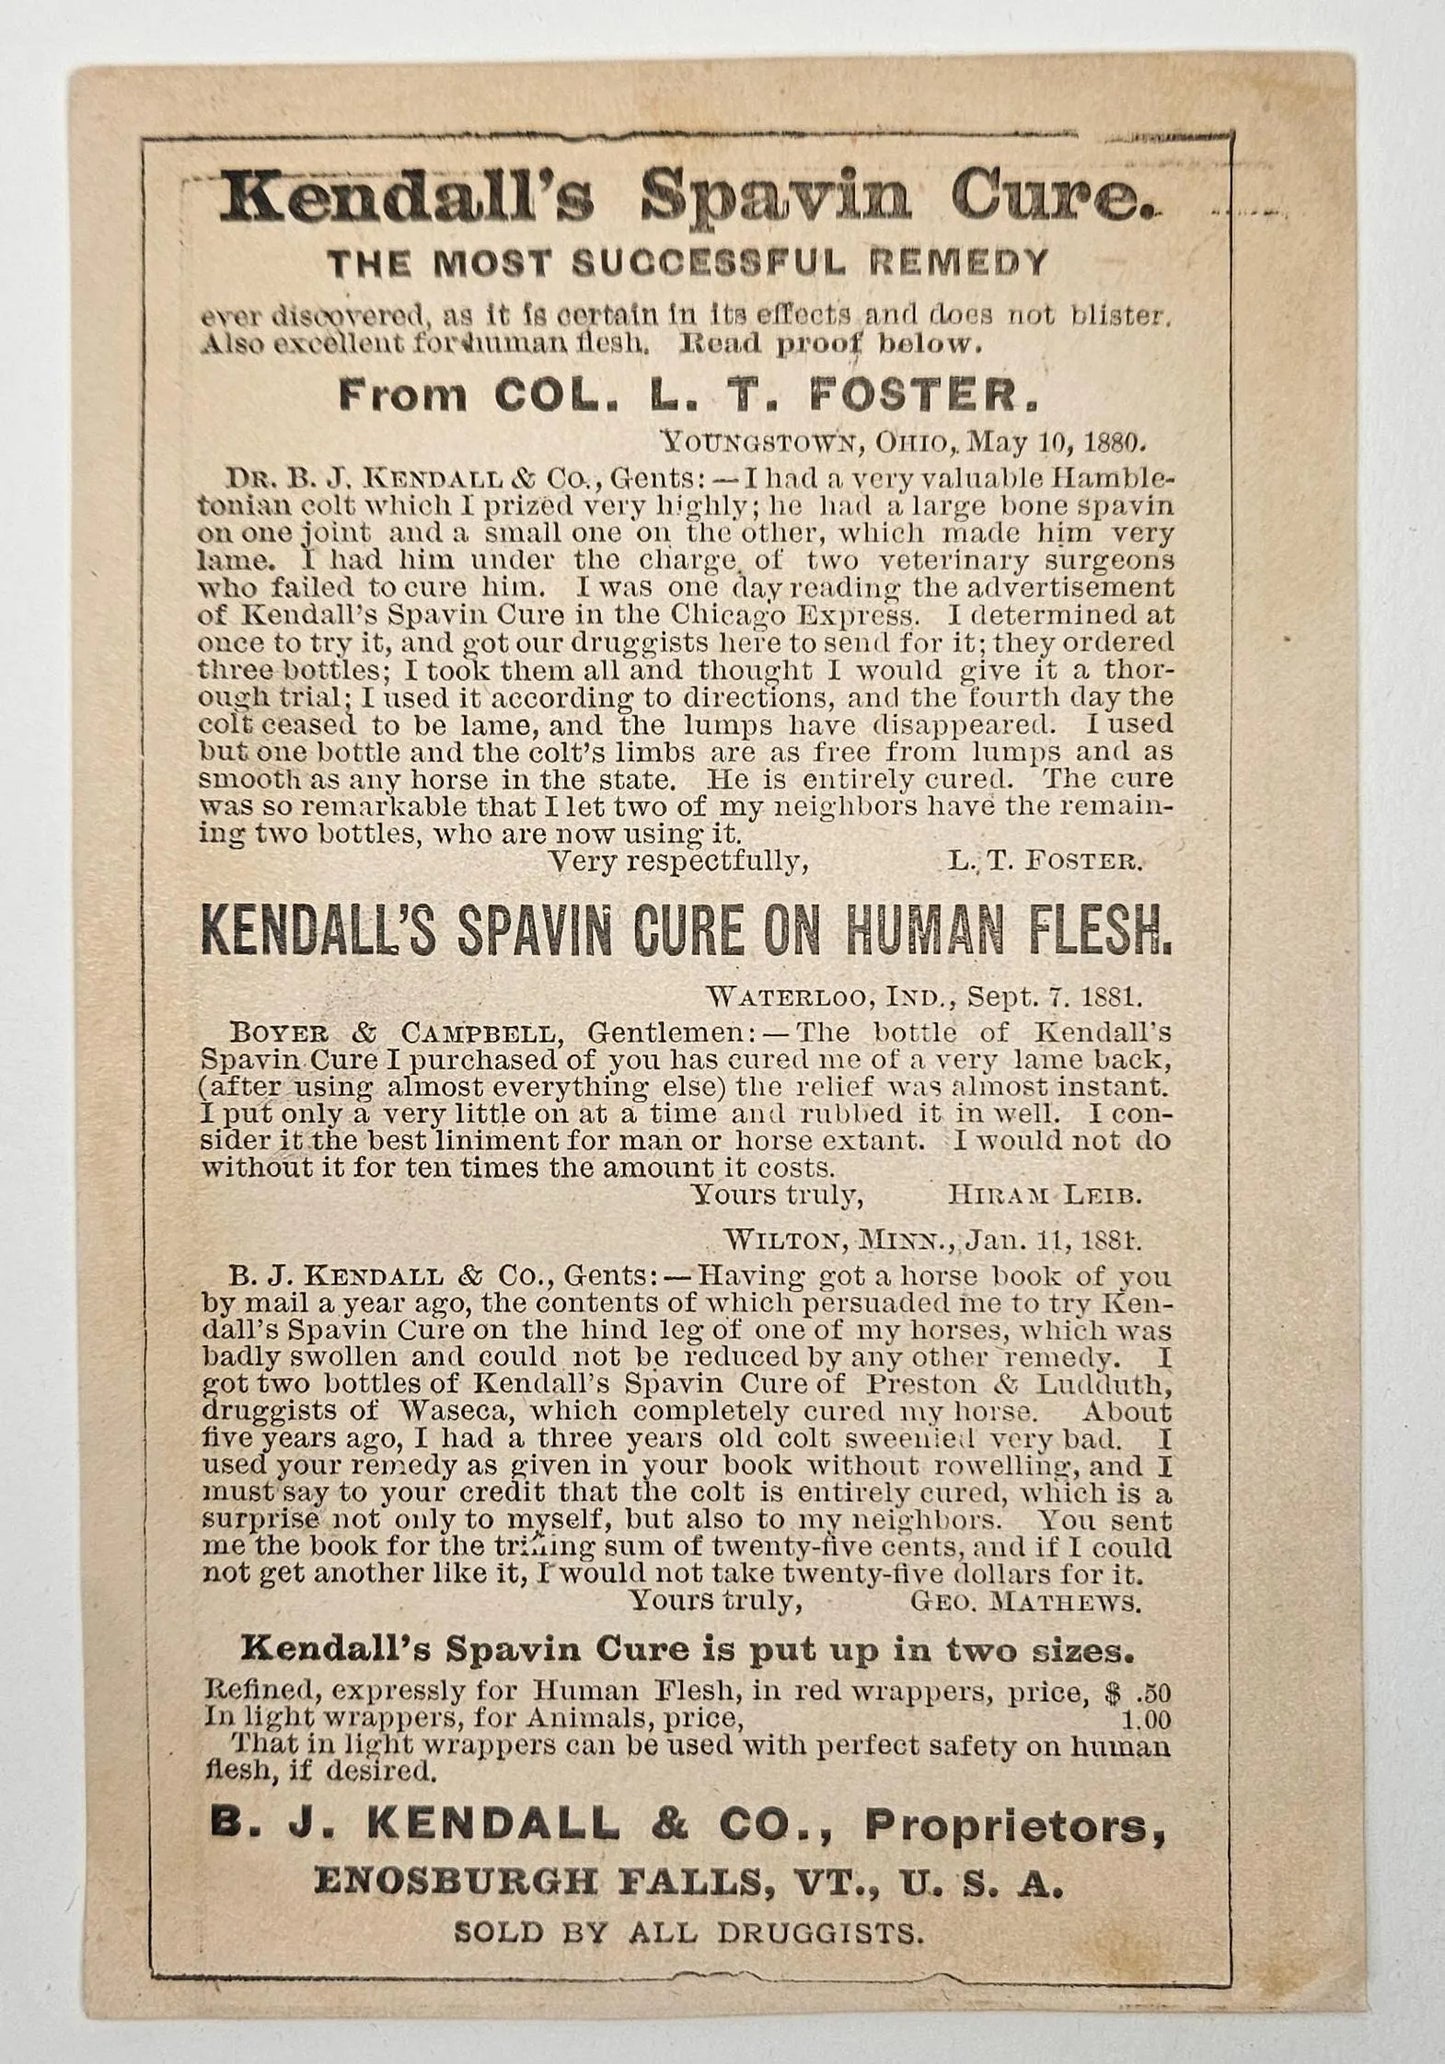 Kendall's Spavin Cure.
THE MOST SUCCESSFUL REMEDY
ever discovered, as it is certain in its effects and does not blister.
Also excellent for human flesh. Read proof below.
From COL. L. T. FOSTER.
YOUNGSTOWN, OHIO, May 10, 1880.
DR. B. J. KENDALL & CO., Gents:—I had a very valuable Hamble-
tonian colt which I prized very highly; he had a large bone spavin
on one joint and a small one on the other, which made him very
lame. I had him under the charge of two veterinary surgeons
who failed to cure him. I was one day reading the advertisement
of Kendall's Spavin Cure in the Chicago Express. I determined at
once to try it, and got our druggists here to send for it; they ordered
three bottles; I took them all and thought I would give it a thor-
ough trial; I used it according to directions, and the fourth day the
colt ceased to be lame, and the lumps have disappeared. I used
but one bottle and the colt's limbs are as free from lumps and as
smooth as any horse in the state. He is entirely cured. The cure
was so remarkable that I let two of my neighbors have the remain-
ing two bottles, who are now using it.
Very respectfully, L. T. FOSTER.
KENDALL'S SPAVIN CURE ON HUMAN FLESH.
WATERLOO, IND., Sept. 7. 1881.
BOYER & CAMPBELL, Gentlemen:—The bottle of Kendall's
Spavin Cure I purchased of you has cured me of a very lame back,
(after using almost everything else) the relief was almost instant.
I put only a very little on at a time and rubbed it in well. I con-
sider it the best liniment for man or horse extant. I would not do
without it for ten times the amount it costs.
Yours truly, HIRAM LEIB.
WILTON, MINN., Jan. 11, 1881.
B. J. KENDALL & CO., Gents:—Having got a horse book of you
by mail a year ago, the contents of which persuaded me to try Ken-
dall's Spavin Cure on the hind leg of one of my horses, which was
badly swollen and could not be reduced by any other remedy. I
got two bottles of Kendall's Spavin Cure of Preston & Ludduth,
druggists of Waseca, which completely cured my horse. About
five years ago, I had a three years old colt sweenied very bad. I
used your remedy as given in your book without rowelling, and I
must say to your credit that the colt is entirely cured, which is a
surprise not only to myself, but also to my neighbors. You sent
me the book for the trifling sum of twenty-five cents, and if I could
not get another like it, I would not take twenty-five dollars for it.
Yours truly, GEO. MATHEWS.
Kendall's Spavin Cure is put up in two sizes.
Refined, expressly for Human Flesh, in red wrappers, price, $ .50
In light wrappers, for Animals, price, 1.00
That in light wrappers can be used with perfect safety on human
flesh, if desired.
B. J. KENDALL & CO., Proprietors,
ENOSBURGH FALLS, VT., U. S. A.
SOLD BY ALL DRUGGISTS.